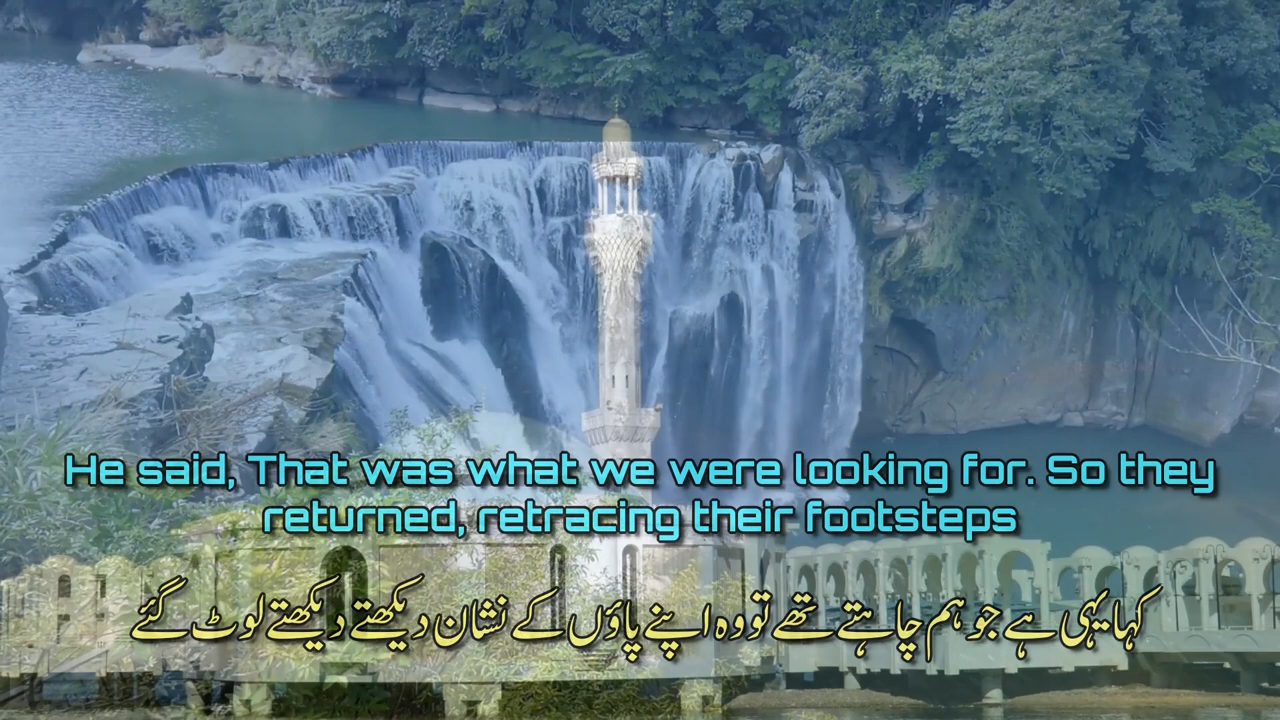 He said, That was what we were looking for. So they
returned, retracing their footsteps
کہا یہی ہے جو ہم چاہتے تھے تو وہ اپنے پاؤں کے نشان دیکھتے دیکھتے لوٹ گئے